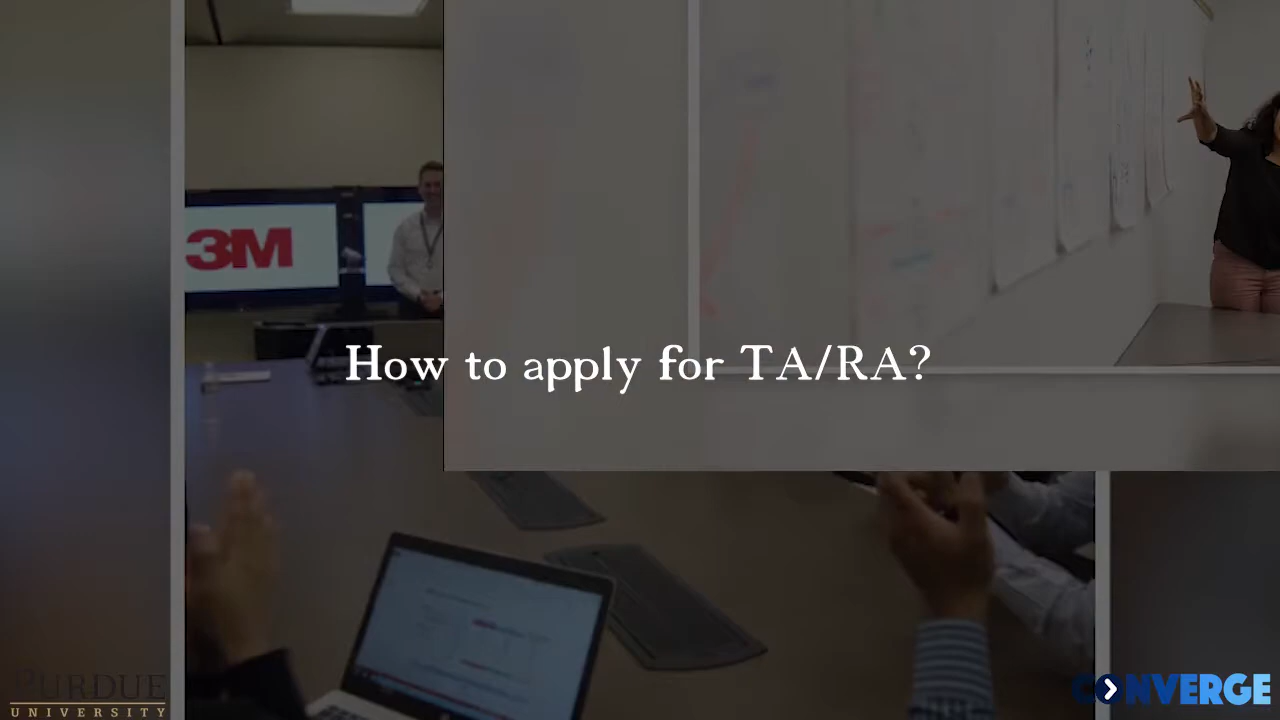 3M
How to apply for TA/RA?
PURDUE
UNIVERSITY
CONVERGE